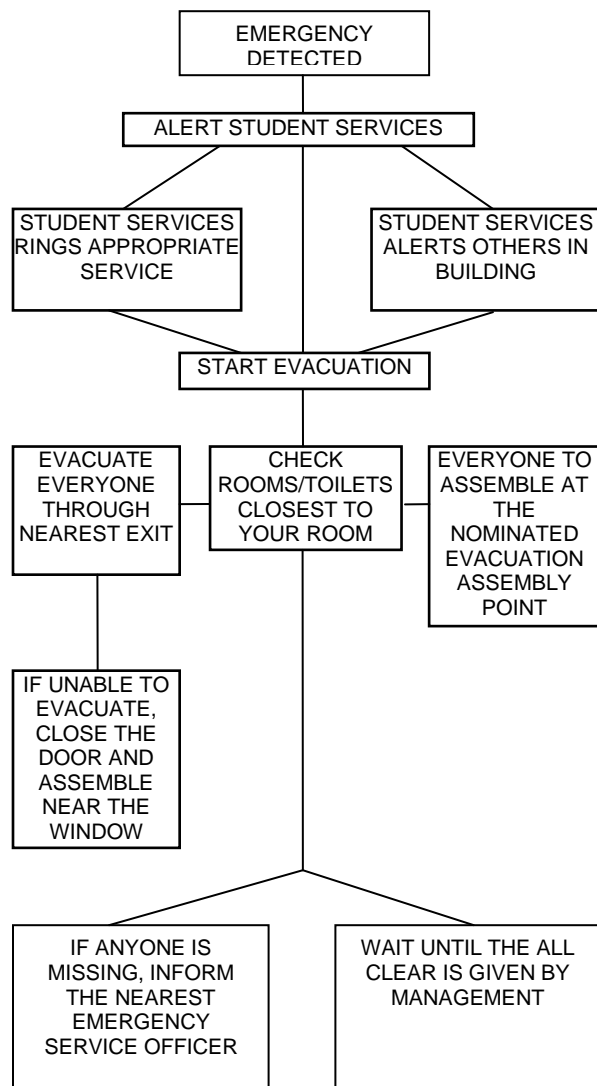 EMERGENCY
DETECTED
ALERT STUDENT SERVICES
STUDENT SERVICES
RINGS APPROPRIATE
SERVICE
STUDENT SERVICES
ALERTS OTHERS IN
BUILDING
START EVACUATION
EVACUATE
EVERYONE
THROUGH
NEAREST EXIT
CHECK
ROOMS/TOILETS
CLOSEST TO
YOUR ROOM
EVERYONE TO
ASSEMBLE AT
THE
NOMINATED
EVACUATION
ASSEMBLY
POINT
IF UNABLE TO
EVACUATE,
CLOSE THE
DOOR AND
ASSEMBLE
NEAR THE
WINDOW
IF ANYONE IS
MISSING, INFORM
THE NEAREST
EMERGENCY
SERVICE OFFICER
WAIT UNTIL THE ALL
CLEAR IS GIVEN BY
MANAGEMENT